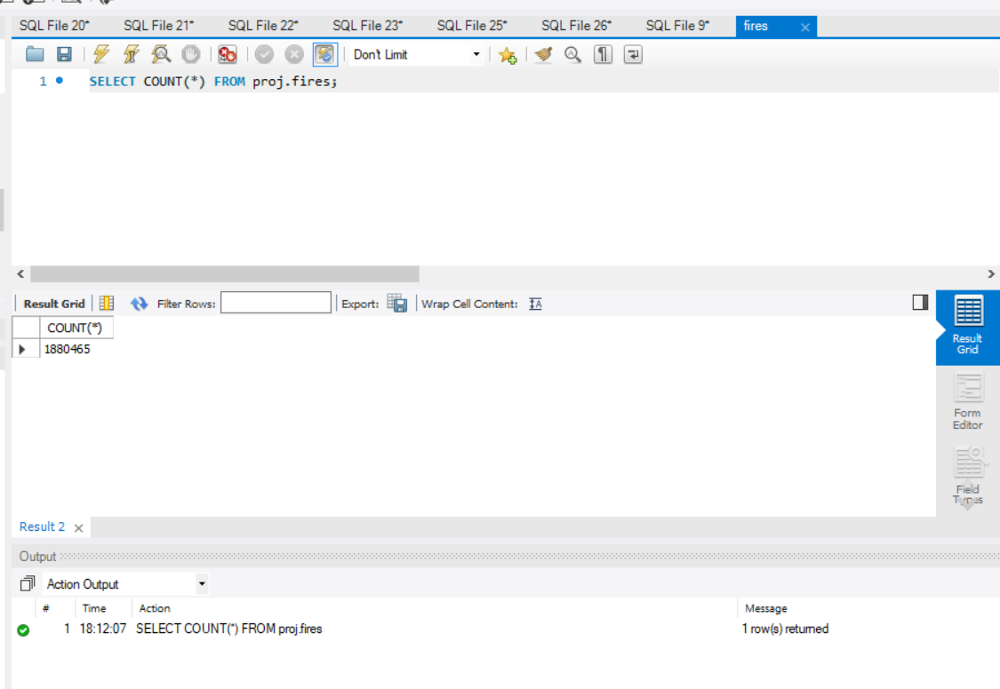 SQL File 20* SQL File 21* SQL File 22* SQL File 23* SQL File 25* SQL File 26* SQL File 9* fires
Don't Limit
1 SELECT COUNT(*) FROM proj.fires;
Result Grid Filter Rows: Export: Wrap Cell Content:
COUNT(*)
1880465
Result
Grid
Form
Editor
Field
Types
Result 2
Output
Action Output
# Time Action Message
1 18:12:07 SELECT COUNT(*) FROM proj.fires 1 row(s) returned